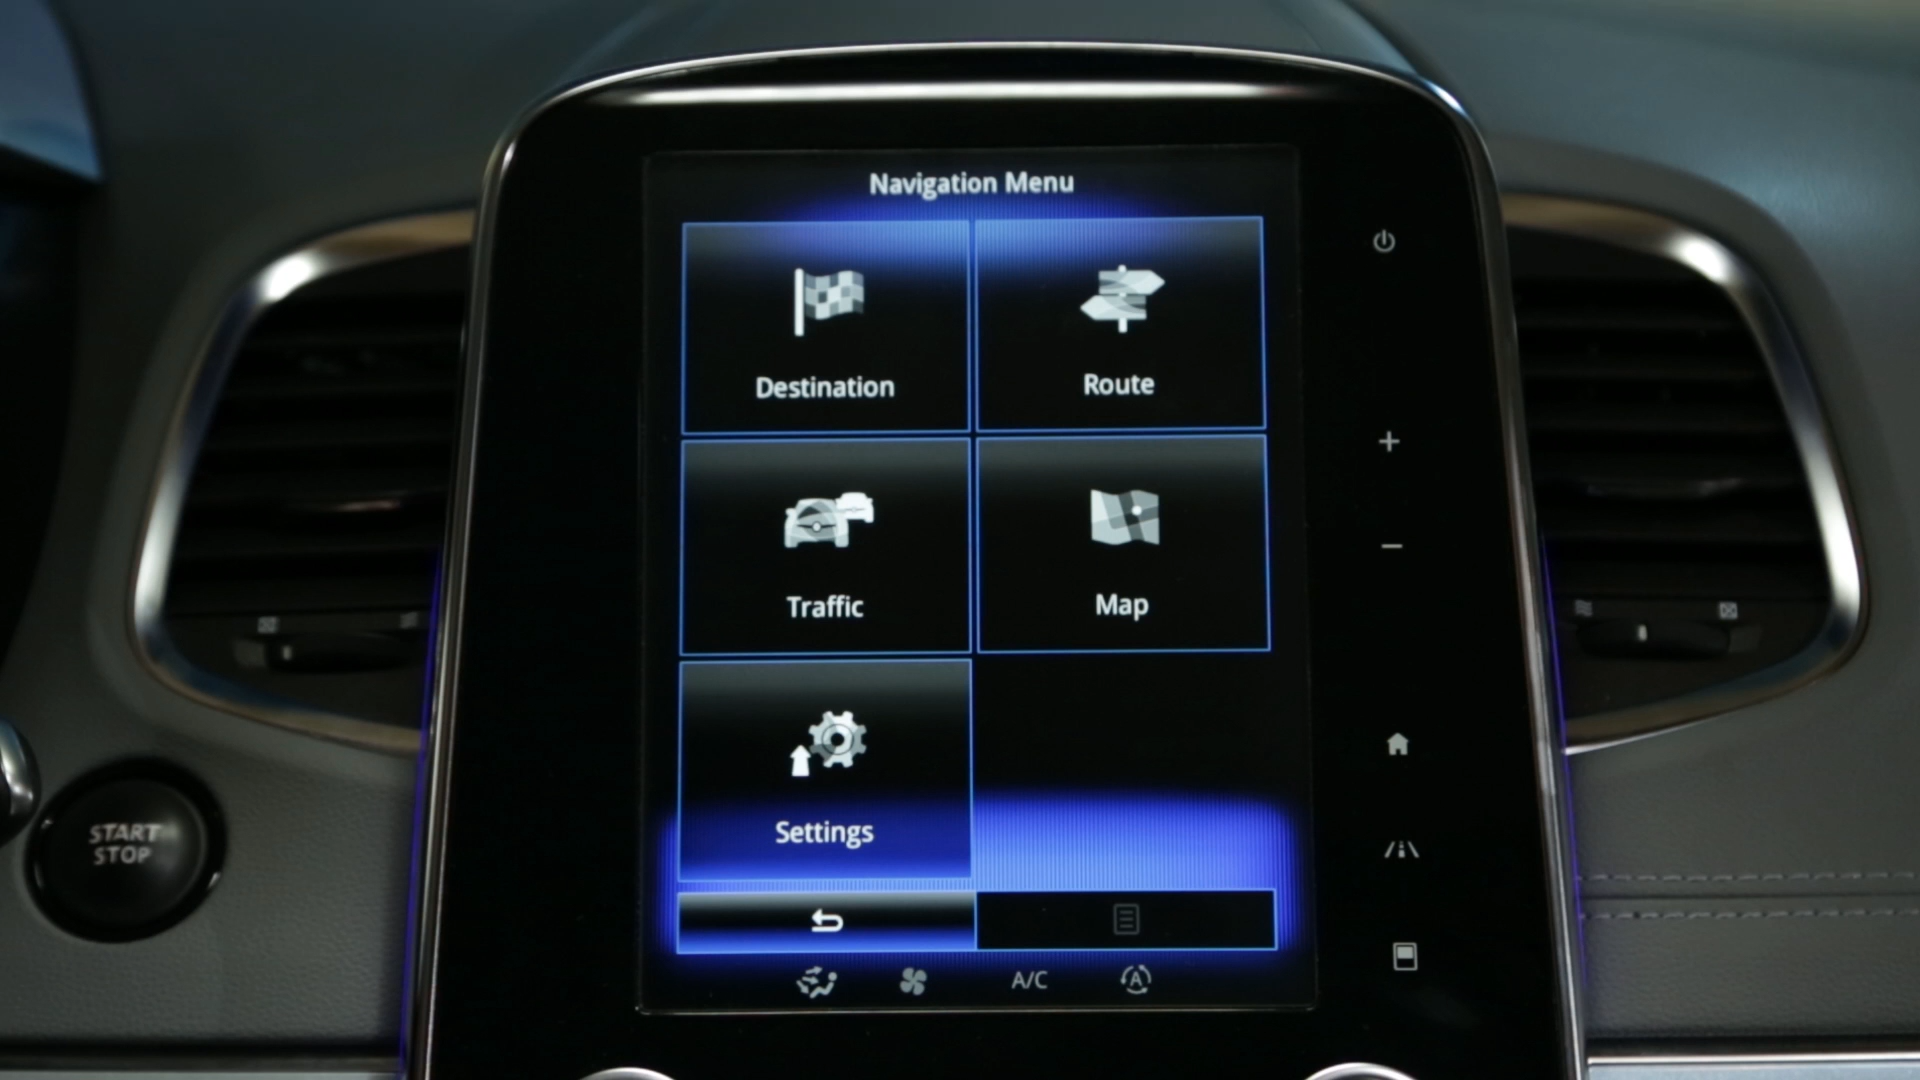 Navigation Menu
Destination
Route
Traffic
Map
Settings
START
STOP
A/C
A